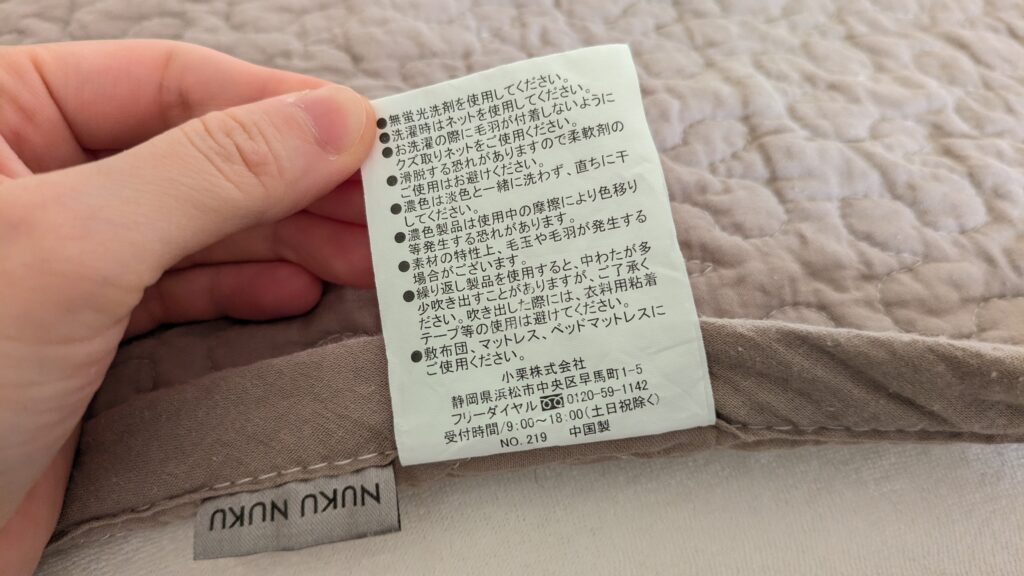 ●無蛍光洗剤を使用してください。
●洗濯時はネットを使用してください。
●お洗濯の際に毛羽が付着しないように
クズ取りネットをご使用ください。
●滑脱する恐れがありますので柔軟剤の
ご使用はお避けください。
●濃色は淡色と一緒に洗わず、直ちに干
してください。
●濃色製品は使用中の摩擦により色移り
等発生する恐れがあります。
●素材の特性上、毛玉や毛羽が発生する
場合がございます。
●繰り返し製品を使用すると、中わたが多
少吹き出すことがありますが、ご了承く
ださい。吹き出した際には、衣料用粘着
テープ等の使用は避けてください。
●敷布団、マットレス、ベッドマットレスに
ご使用ください。
小栗株式会社
静岡県浜松市中央区早馬町1-5
フリーダイヤル 0120-59-1142
受付時間/9:00～18:00(土日祝除く)
NO. 219 中国製
NUKU NUKU